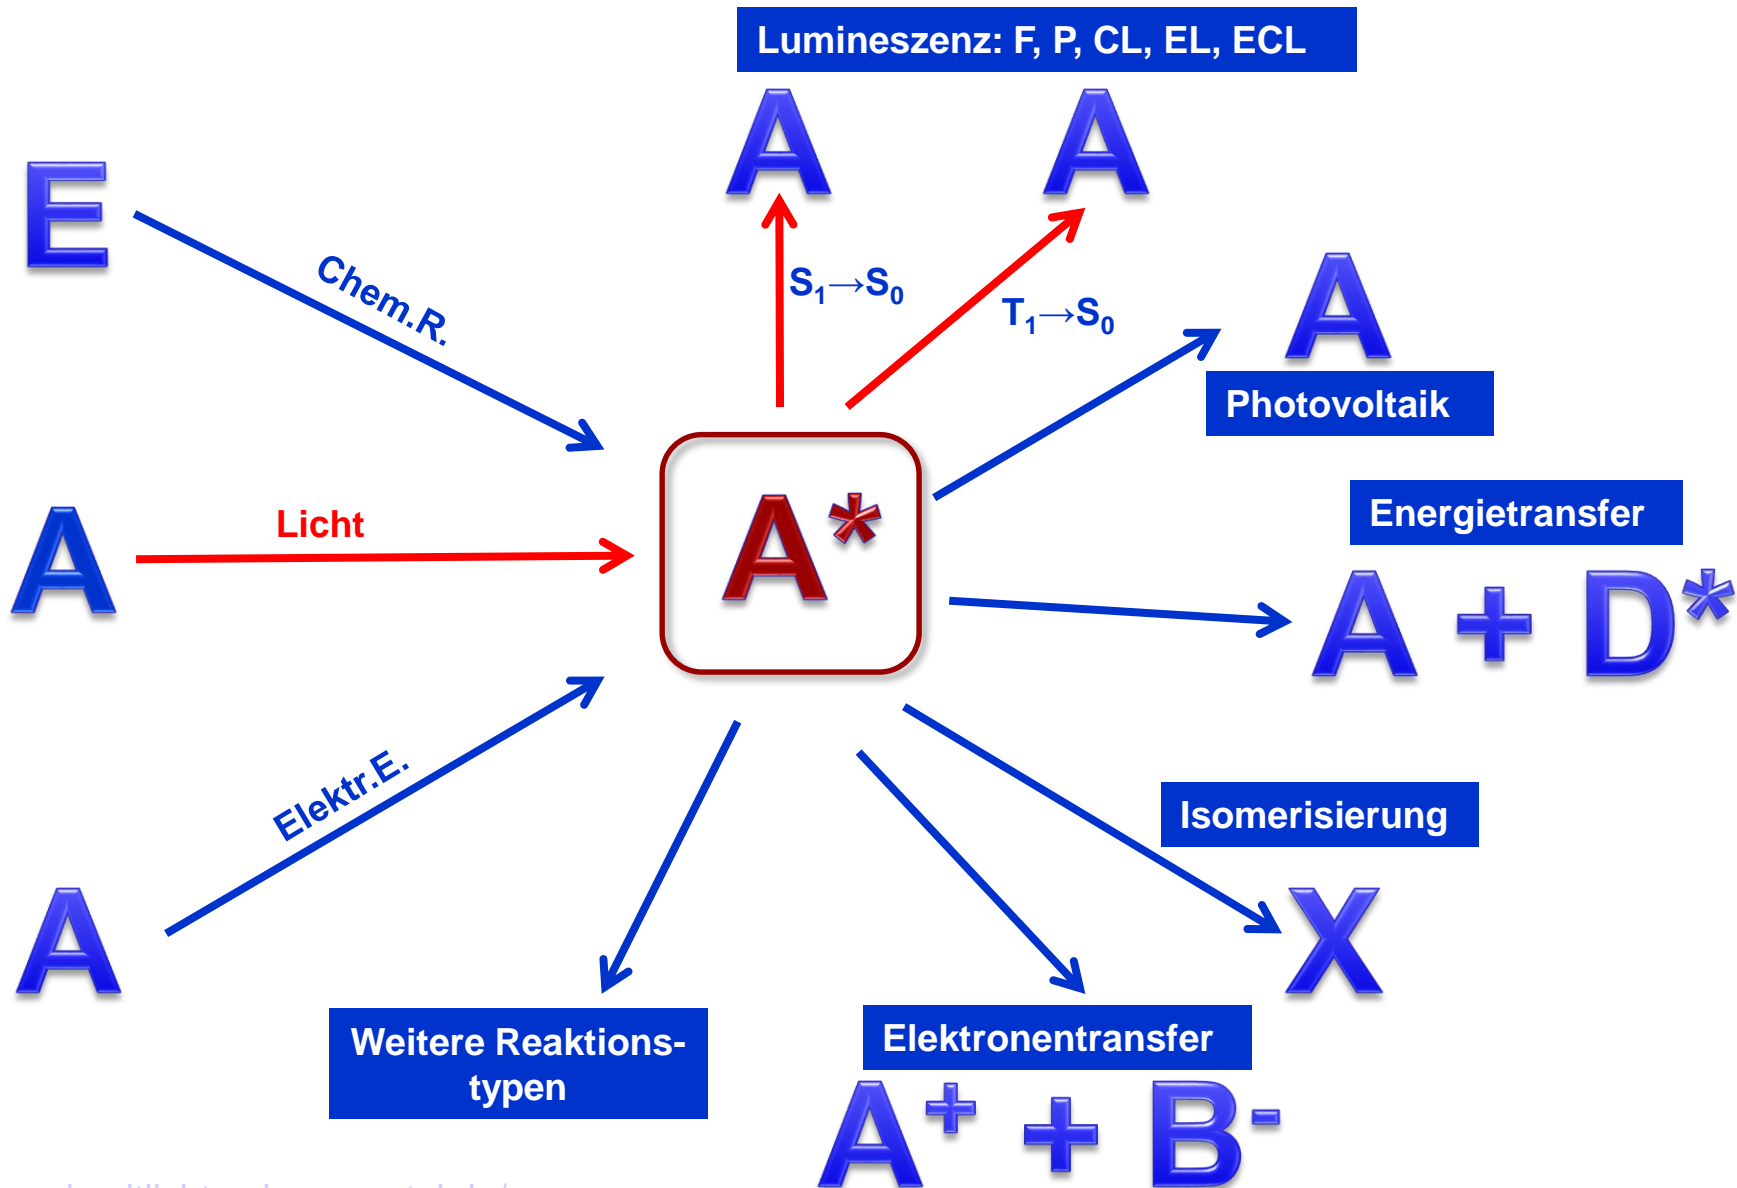 Lumineszenz: F, P, CL, EL, ECL
A A
E
Chem.R.
S₁→S₀
T₁→S₀
A
Photovoltaik
A
Licht
A*
Energietransfer
A + D*
Elektr.E.
A
Isomerisierung
X
Weitere Reaktions-
typen
Elektronentransfer
A⁺ + B⁻